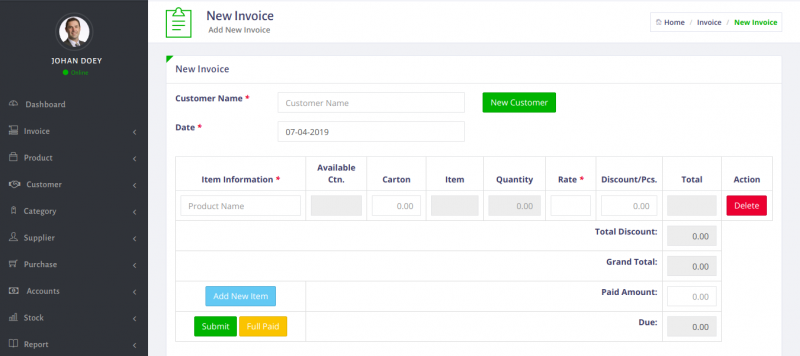 JOHAN DOEY
Online
Dashboard
Invoice
Product
Customer
Category
Supplier
Purchase
Accounts
Stock
Report
New Invoice
Add New Invoice
Home / Invoice / New Invoice
New Invoice
Customer Name * Customer Name New Customer
Date * 07-04-2019
Item Information * Available Ctn. Carton Item Quantity Rate * Discount/Pcs. Total Action
Product Name 0.00 0.00 0.00 Delete
Total Discount: 0.00
Grand Total: 0.00
Add New Item Paid Amount: 0.00
Submit Full Paid Due: 0.00